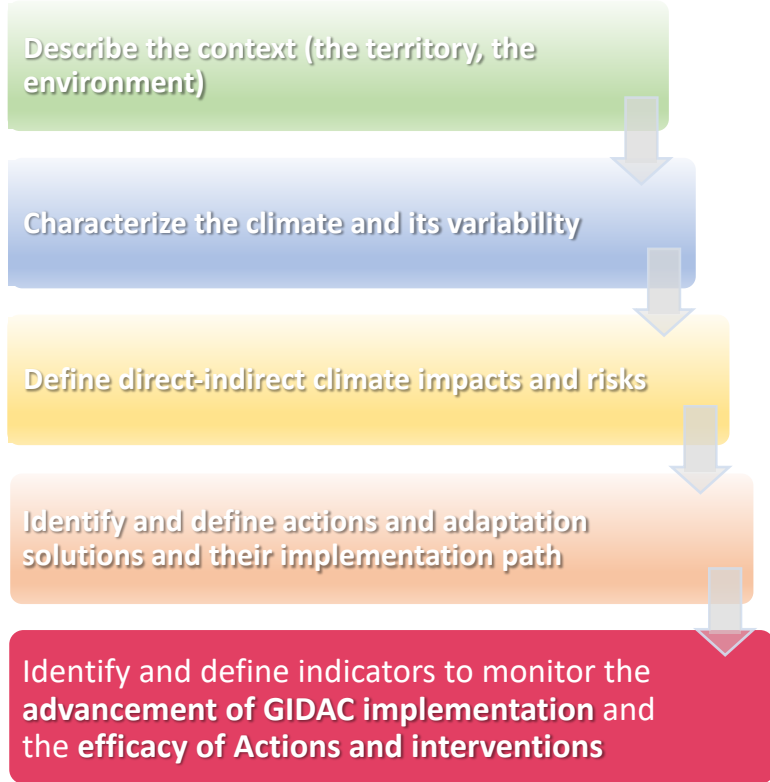 Describe the context (the territory, the
environment)
Characterize the climate and its variability
Define direct-indirect climate impacts and risks
Identify and define actions and adaptation
solutions and their implementation path
Identify and define indicators to monitor the
advancement of GIDAC implementation and
the efficacy of Actions and interventions